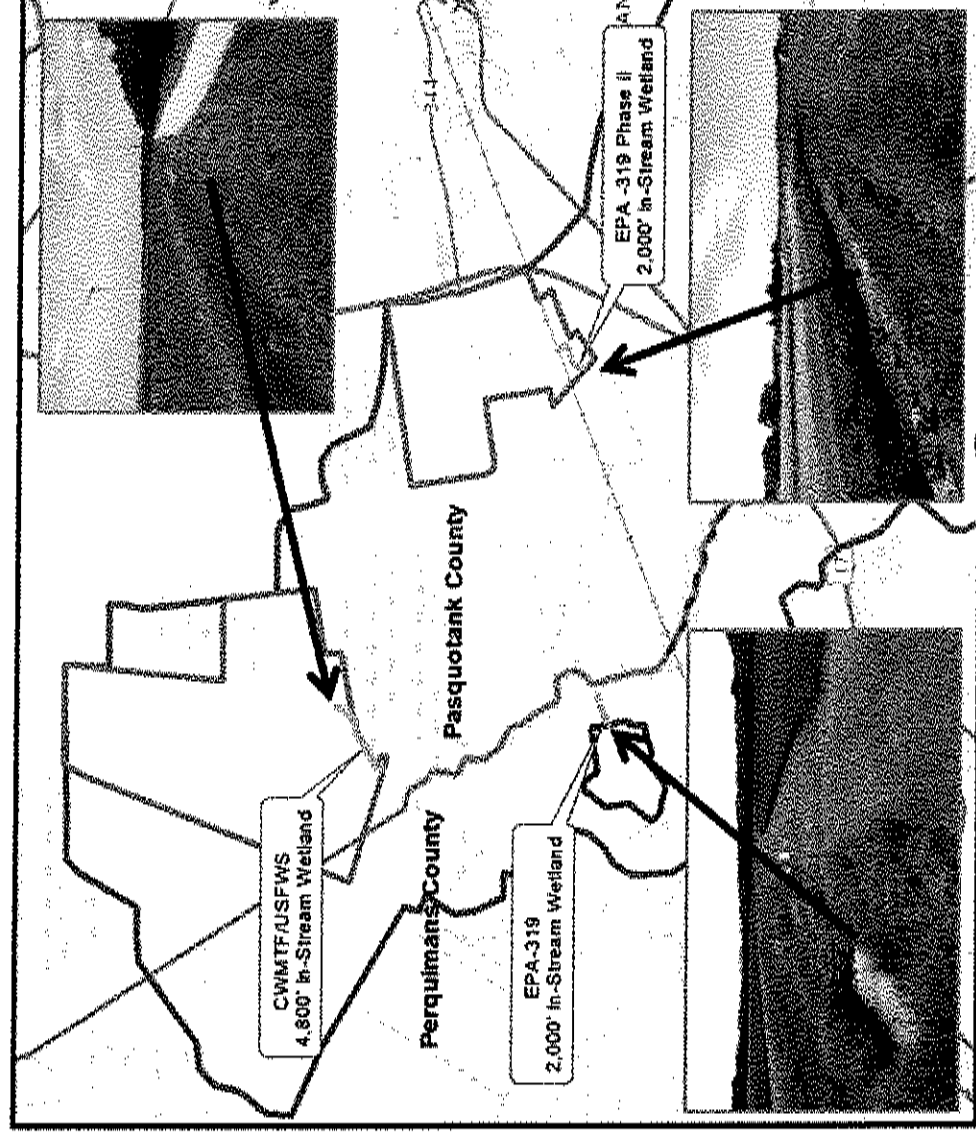 CWMTF/USFWS
4,800' In-Stream Wetland
Perquimans County
Pasquotank County
EPA-319
2,000' In-Stream Wetland
EPA -319 Phase II
2,000' In-Stream Wetland
344